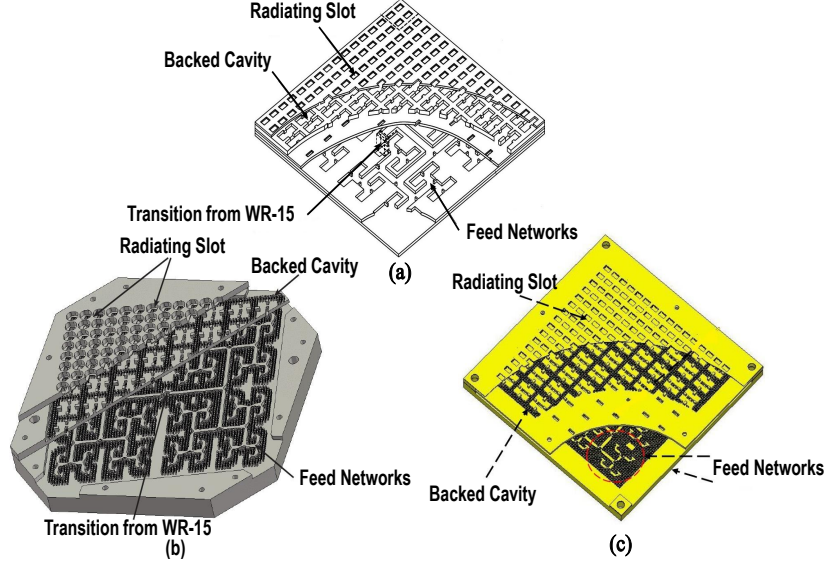 Radiating Slot
Backed Cavity
Transition from WR-15
Feed Networks
(a)
Radiating Slot
Backed Cavity
Feed Networks
Transition from WR-15
(b)
Radiating Slot
Backed Cavity
Feed Networks
(c)